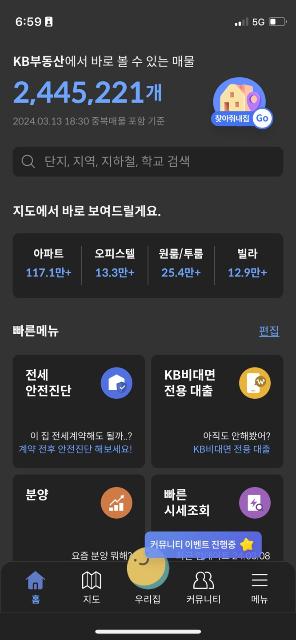 6:59
5G
KB부동산에서 바로 볼 수 있는 매물
2,445,221개
2024.03.13 18:30 중복매물 포함 기준
찾아줘내집 Go
단지, 지역, 지하철, 학교 검색
지도에서 바로 보여드릴게요.
아파트 오피스텔 원룸/투룸 빌라
117.1만+ 13.3만+ 25.4만+ 12.9만+
빠른메뉴 편집
전세
안전진단
이 집 전세계약해도 될까..?
계약 전후 안전진단 해보세요!
KB비대면
전용 대출
아직도 안해봤어?
KB비대면 전용 대출
분양
요즘 분양 뭐해?
빠른
시세조회
커뮤니티 이벤트 진행중
홈 지도 우리집 커뮤니티 메뉴